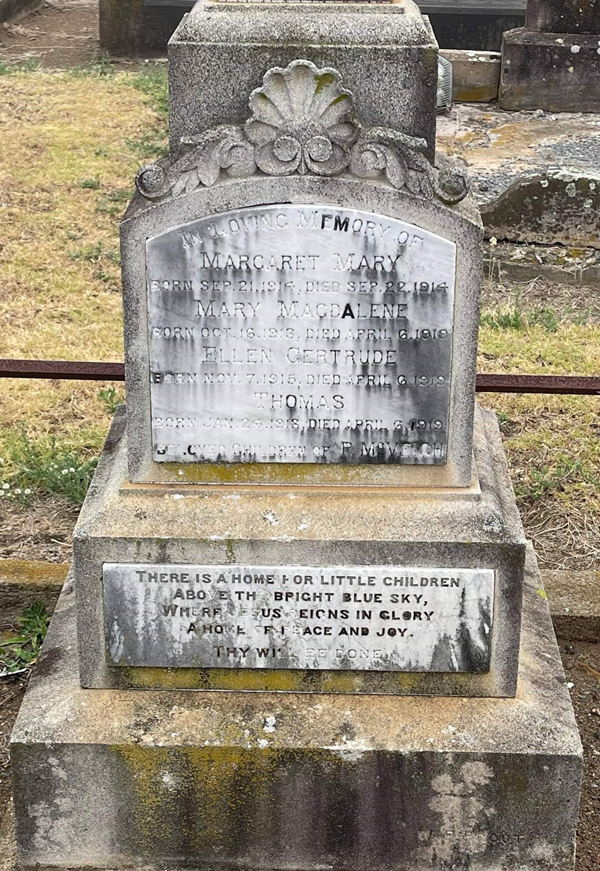 IN LOVING MEMORY OF
MARGARET MARY
BORN SEP. 21. 1914, DIED SEP. 22. 1914
MARY MAGDALENE
BORN OCT. 16. 1913, DIED APRIL 6. 1919
ELLEN GERTRUDE
BORN NOV. 7. 1915, DIED APRIL 6. 1919
THOMAS
BORN JAN. 24. 1918, DIED APRIL 6. 1919
BELOVED CHILDREN OF P. McWELCH
THERE IS A HOME FOR LITTLE CHILDREN
ABOVE THE BRIGHT BLUE SKY,
WHERE JESUS REIGNS IN GLORY
A HOME OF PEACE AND JOY.
THY WILL BE DONE.